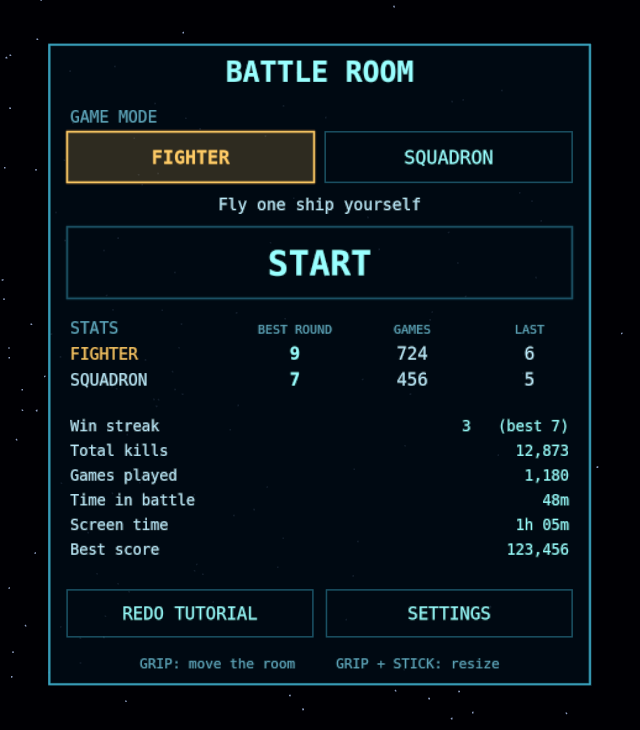 BATTLE ROOM
GAME MODE
FIGHTER SQUADRON
Fly one ship yourself
START
STATS BEST ROUND GAMES LAST
FIGHTER 9 724 6
SQUADRON 7 456 5
Win streak 3 (best 7)
Total kills 12,873
Games played 1,180
Time in battle 48m
Screen time 1h 05m
Best score 123,456
REDO TUTORIAL SETTINGS
GRIP: move the room GRIP + STICK: resize